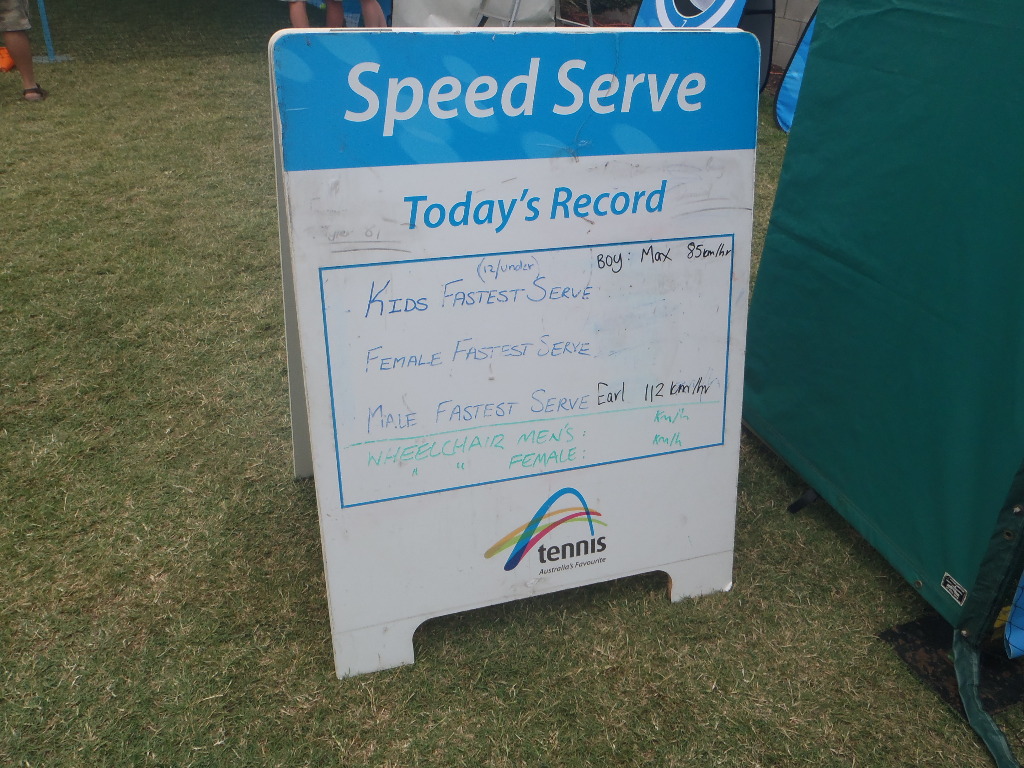 Speed Serve
Today's Record
(12/under) Boy: Max 85km/hr
KIDS FASTEST SERVE
FEMALE FASTEST SERVE
MALE FASTEST SERVE Earl 112 km/hr
WHEELCHAIR MEN'S: Km/h
" " FEMALE: Km/h
tennis
Australia's Favourite